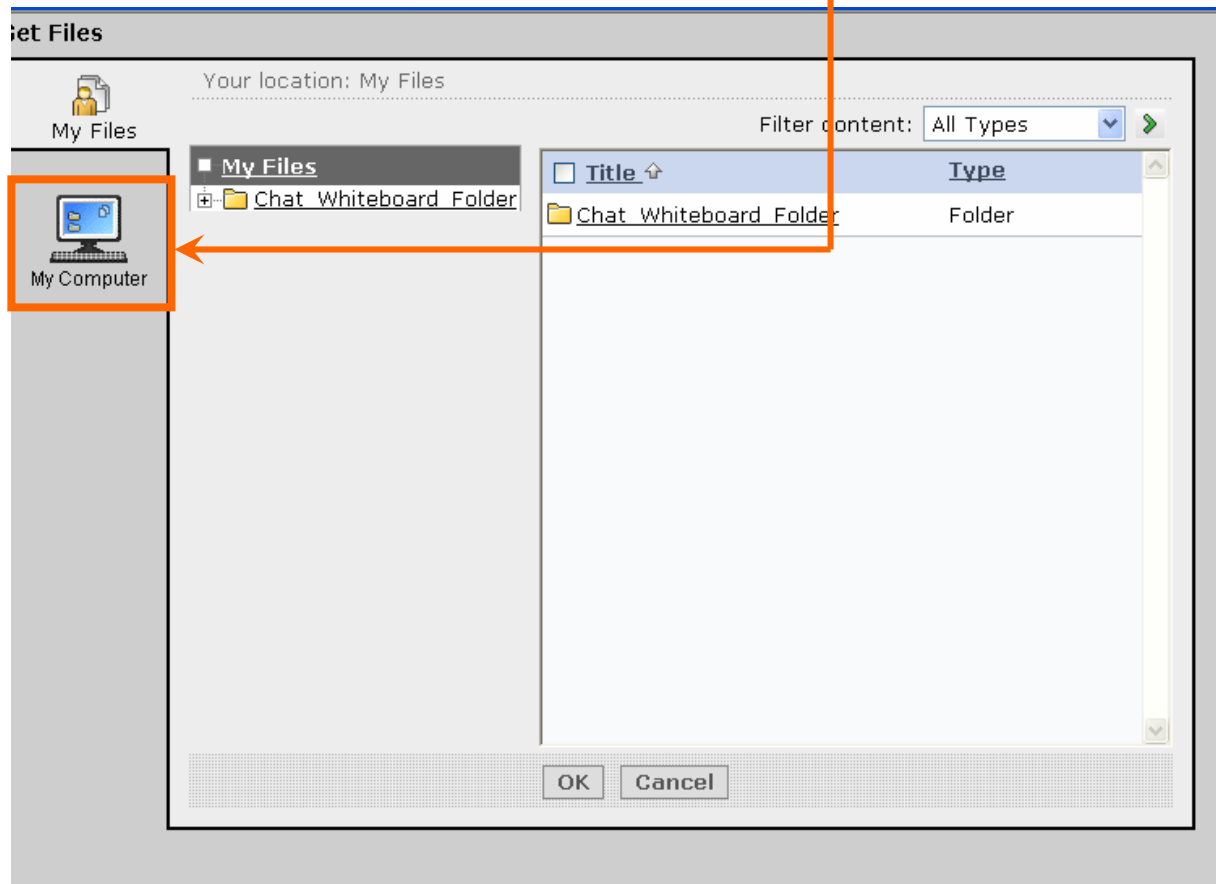 Get Files
Your location: My Files
My Files
Filter content: All Types
My Files
Title Type
Chat_Whiteboard_Folder
Chat_Whiteboard_Folder Folder
My Computer
OK Cancel